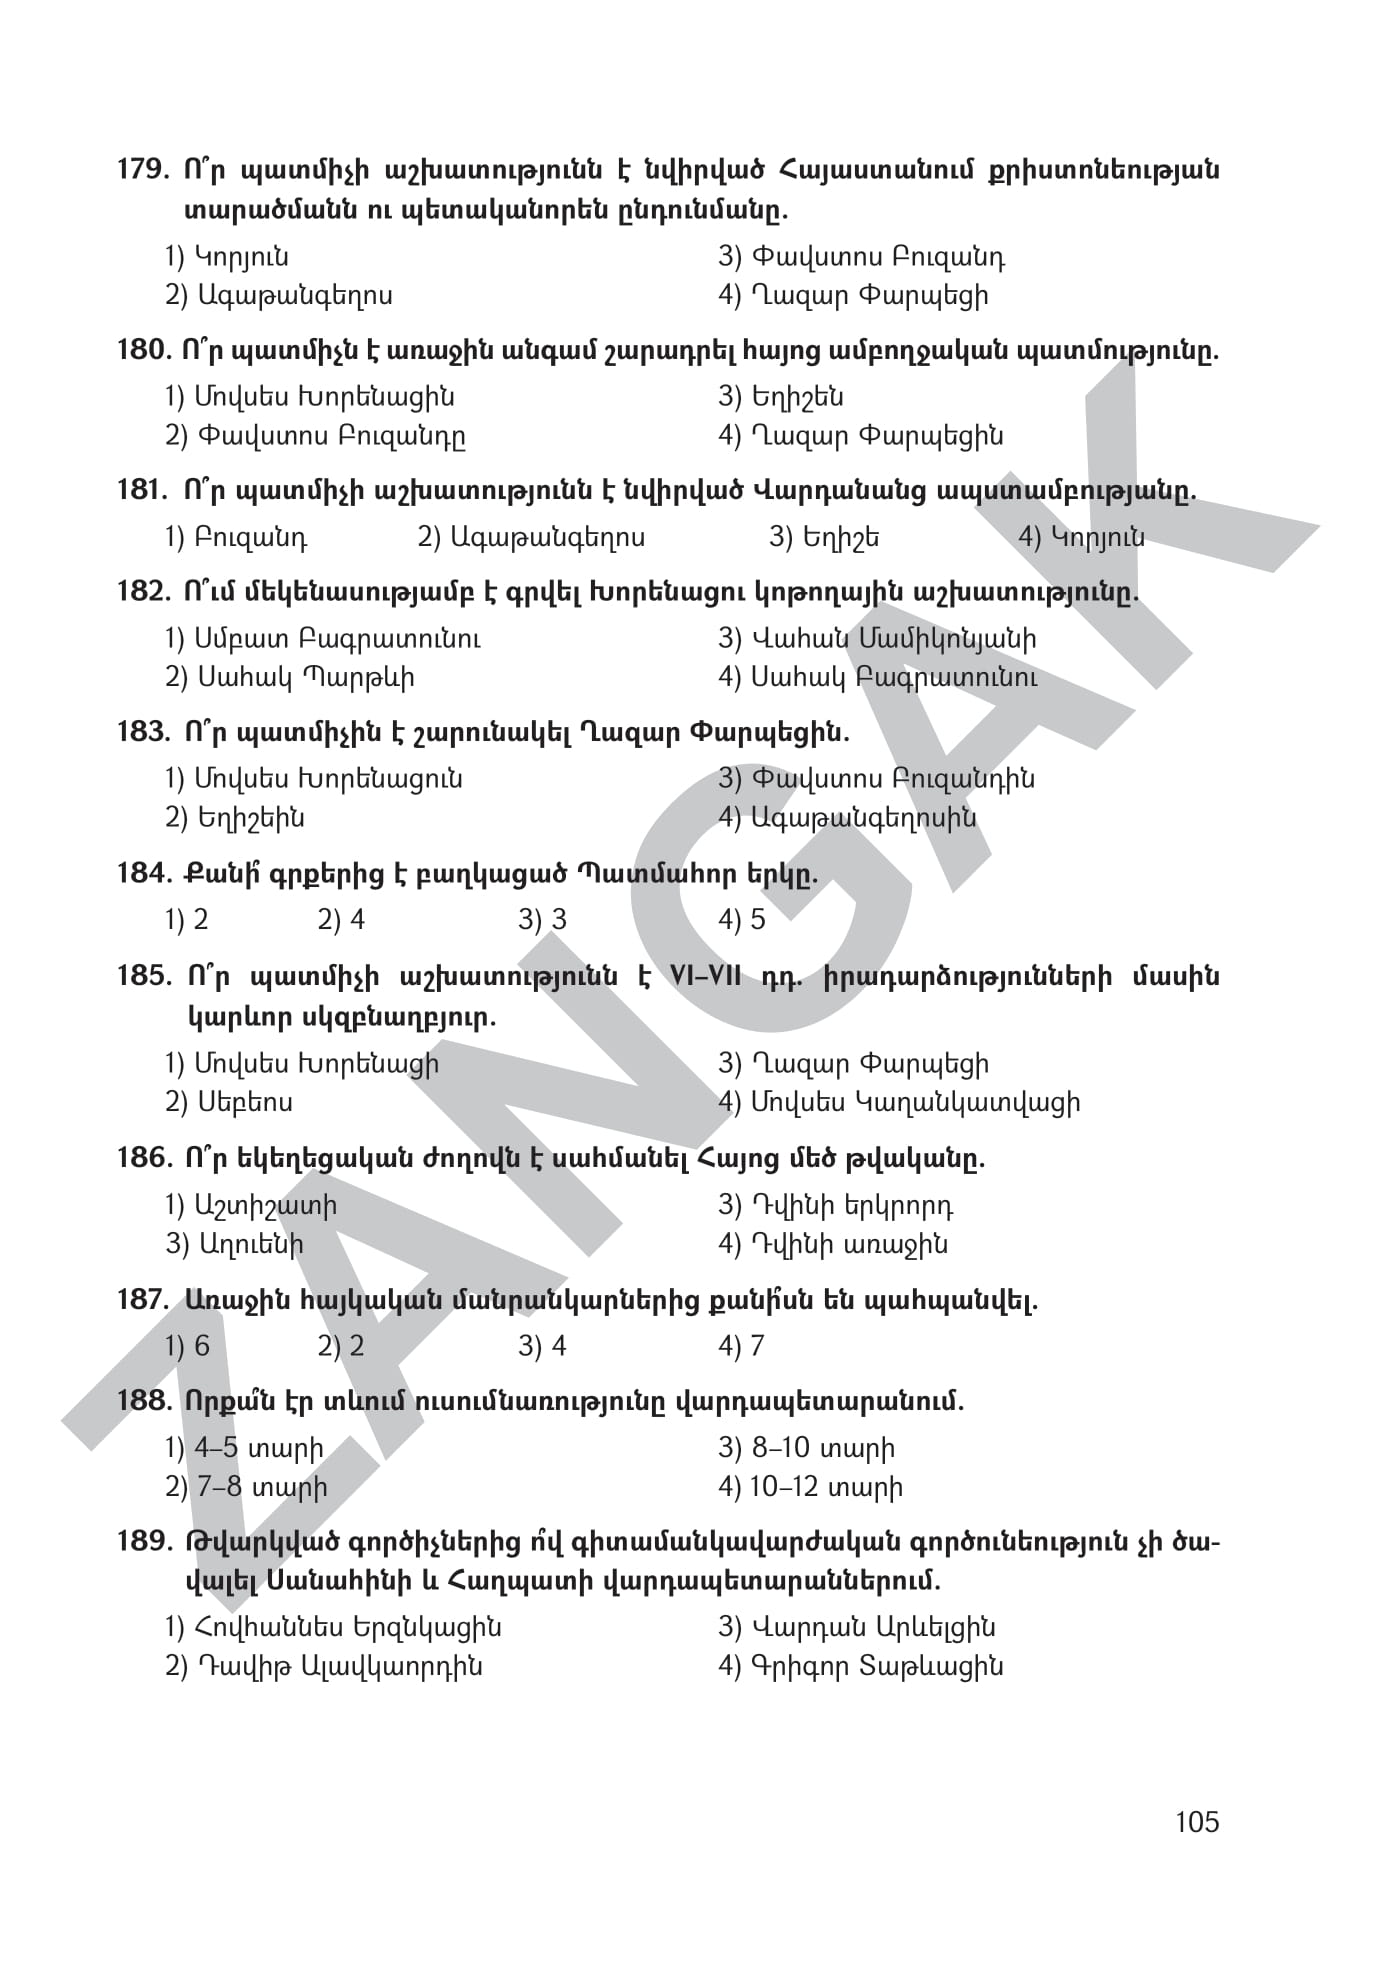 179. Ո՞ր պատմիչի աշխատությունն է նվիրված Հայաստանում քրիստոնեության
տարածմանն ու պետականորեն ընդունմանը.
1) Կորյուն 3) Փավստոս Բուզանդ
2) Ագաթանգեղոս 4) Ղազար Փարպեցի
180. Ո՞ր պատմիչն է առաջին անգամ շարադրել հայոց ամբողջական պատմությունը.
1) Մովսես Խորենացին 3) Եղիշեն
2) Փավստոս Բուզանդը 4) Ղազար Փարպեցին
181. Ո՞ր պատմիչի աշխատությունն է նվիրված Վարդանանց ապստամբությանը.
1) Բուզանդ 2) Ագաթանգեղոս 3) Եղիշե 4) Կորյուն
182. Ո՞ւմ մեկենասությամբ է գրվել Խորենացու կոթողային աշխատությունը.
1) Սմբատ Բագրատունու 3) Վահան Մամիկոնյանի
2) Սահակ Պարթևի 4) Սահակ Բագրատունու
183. Ո՞ր պատմիչին է շարունակել Ղազար Փարպեցին.
1) Մովսես Խորենացուն 3) Փավստոս Բուզանդին
2) Եղիշեին 4) Ագաթանգեղոսին
184. Քանի՞ գրքերից է բաղկացած Պատմահոր երկը.
1) 2 2) 4 3) 3 4) 5
185. Ո՞ր պատմիչի աշխատությունն է VI–VII դդ. իրադարձությունների մասին
կարևոր սկզբնաղբյուր.
1) Մովսես Խորենացի 3) Ղազար Փարպեցի
2) Սեբեոս 4) Մովսես Կաղանկատվացի
186. Ո՞ր եկեղեցական ժողովն է սահմանել Հայոց մեծ թվականը.
1) Աշտիշատի 3) Դվինի երկրորդ
3) Աղուենի 4) Դվինի առաջին
187. Առաջին հայկական մանրանկարներից քանի՞սն են պահպանվել.
1) 6 2) 2 3) 4 4) 7
188. Որքա՞ն էր տևում ուսումնառությունը վարդապետարանում.
1) 4–5 տարի 3) 8–10 տարի
2) 7–8 տարի 4) 10–12 տարի
189. Թվարկված գործիչներից ո՞վ գիտամանկավարժական գործունեություն չի ծա-
վալել Սանահինի և Հաղպատի վարդապետարաններում.
1) Հովհաննես Երզնկացին 3) Վարդան Արևելցին
2) Դավիթ Ալավկաորդին 4) Գրիգոր Տաթևացին
105
ZANGAK